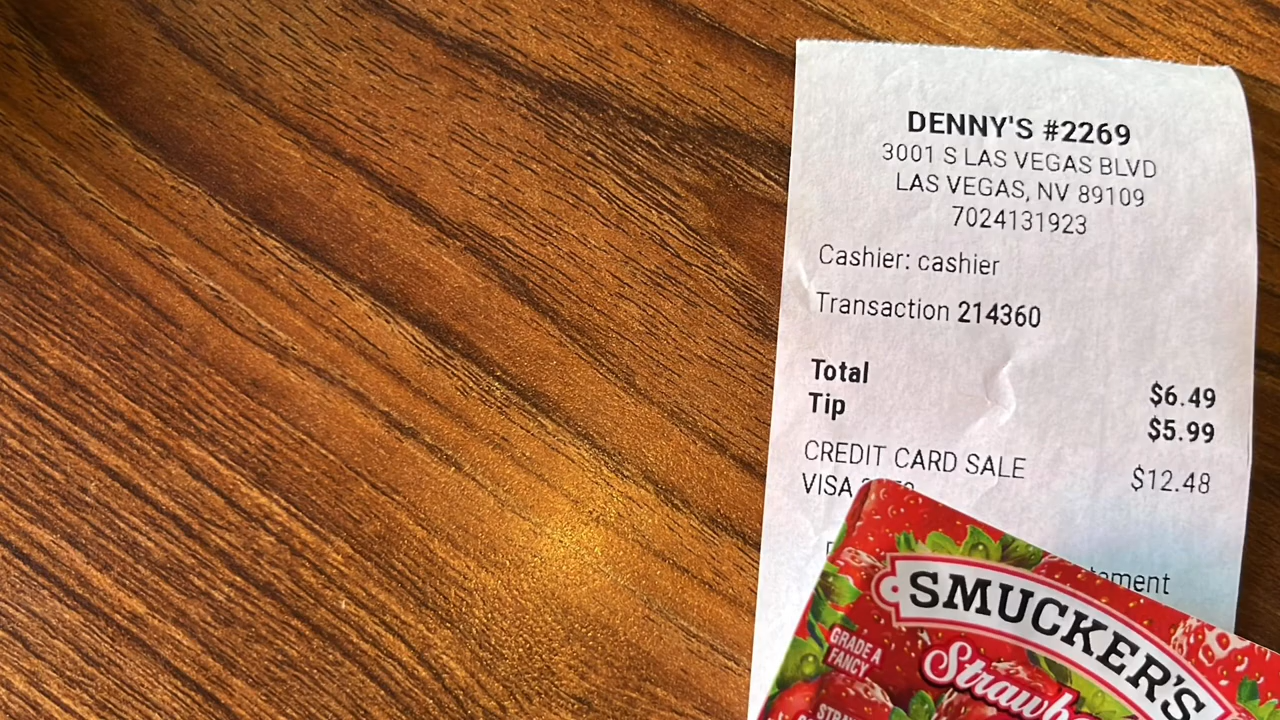 DENNY'S #2269
3001 S LAS VEGAS BLVD
LAS VEGAS, NV 89109
7024131923
Cashier: cashier
Transaction 214360
Total $6.49
Tip $5.99
CREDIT CARD SALE $12.48
VISA
SMUCKER'S
GRADE A
FANCY